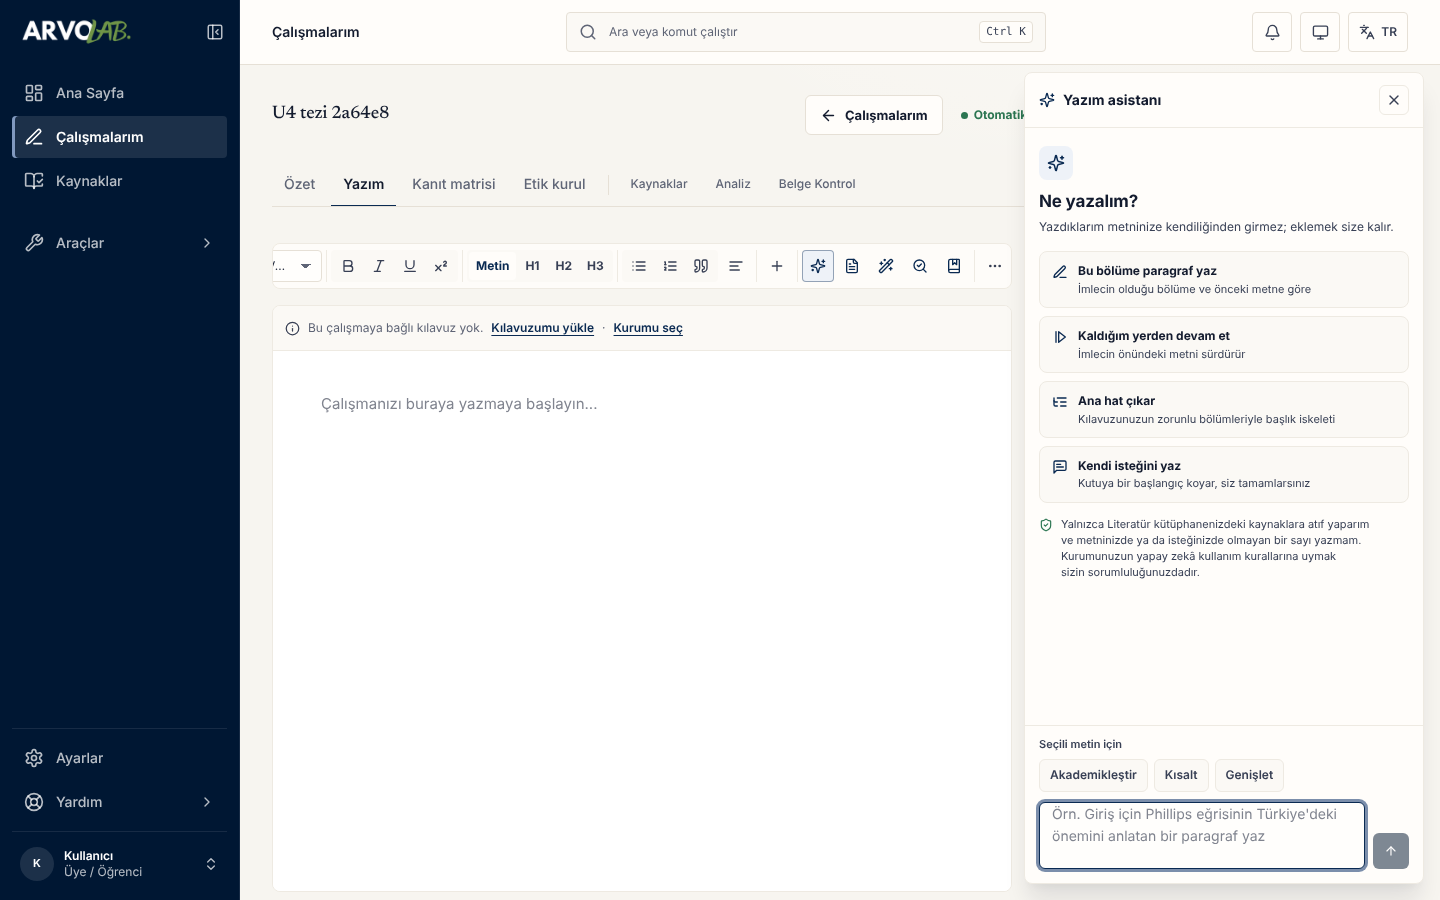 ARVOLAB.
Ana Sayfa
Çalışmalarım
Kaynaklar
Araçlar
Ayarlar
Yardım
K
Kullanıcı
Üye / Öğrenci
Çalışmalarım
Ara veya komut çalıştır
Ctrl K
TR
U4 tezi 2a64e8
Çalışmalarım
Otomatik
Özet
Yazım
Kanıt matrisi
Etik kurul
Kaynaklar
Analiz
Belge Kontrol
B I U x² Metin H1 H2 H3
Bu çalışmaya bağlı kılavuz yok. Kılavuzumu yükle · Kurumu seç
Çalışmanızı buraya yazmaya başlayın...
Yazım asistanı
Ne yazalım?
Yazdıklarım metninize kendiliğinden girmez; eklemek size kalır.
Bu bölüme paragraf yaz
İmlecin olduğu bölüme ve önceki metne göre
Kaldığım yerden devam et
İmlecin önündeki metni sürdürür
Ana hat çıkar
Kılavuzunuzun zorunlu bölümleriyle başlık iskeleti
Kendi isteğini yaz
Kutuya bir başlangıç koyar, siz tamamlarsınız
Yalnızca Literatür kütüphanenizdeki kaynaklara atıf yaparım
ve metninizde ya da isteğinizde olmayan bir sayı yazmam.
Kurumunuzun yapay zekâ kullanım kurallarına uymak
sizin sorumluluğunuzdadır.
Seçili metin için
Akademikleştir
Kısalt
Genişlet
Örn. Giriş için Phillips eğrisinin Türkiye'deki
önemini anlatan bir paragraf yaz